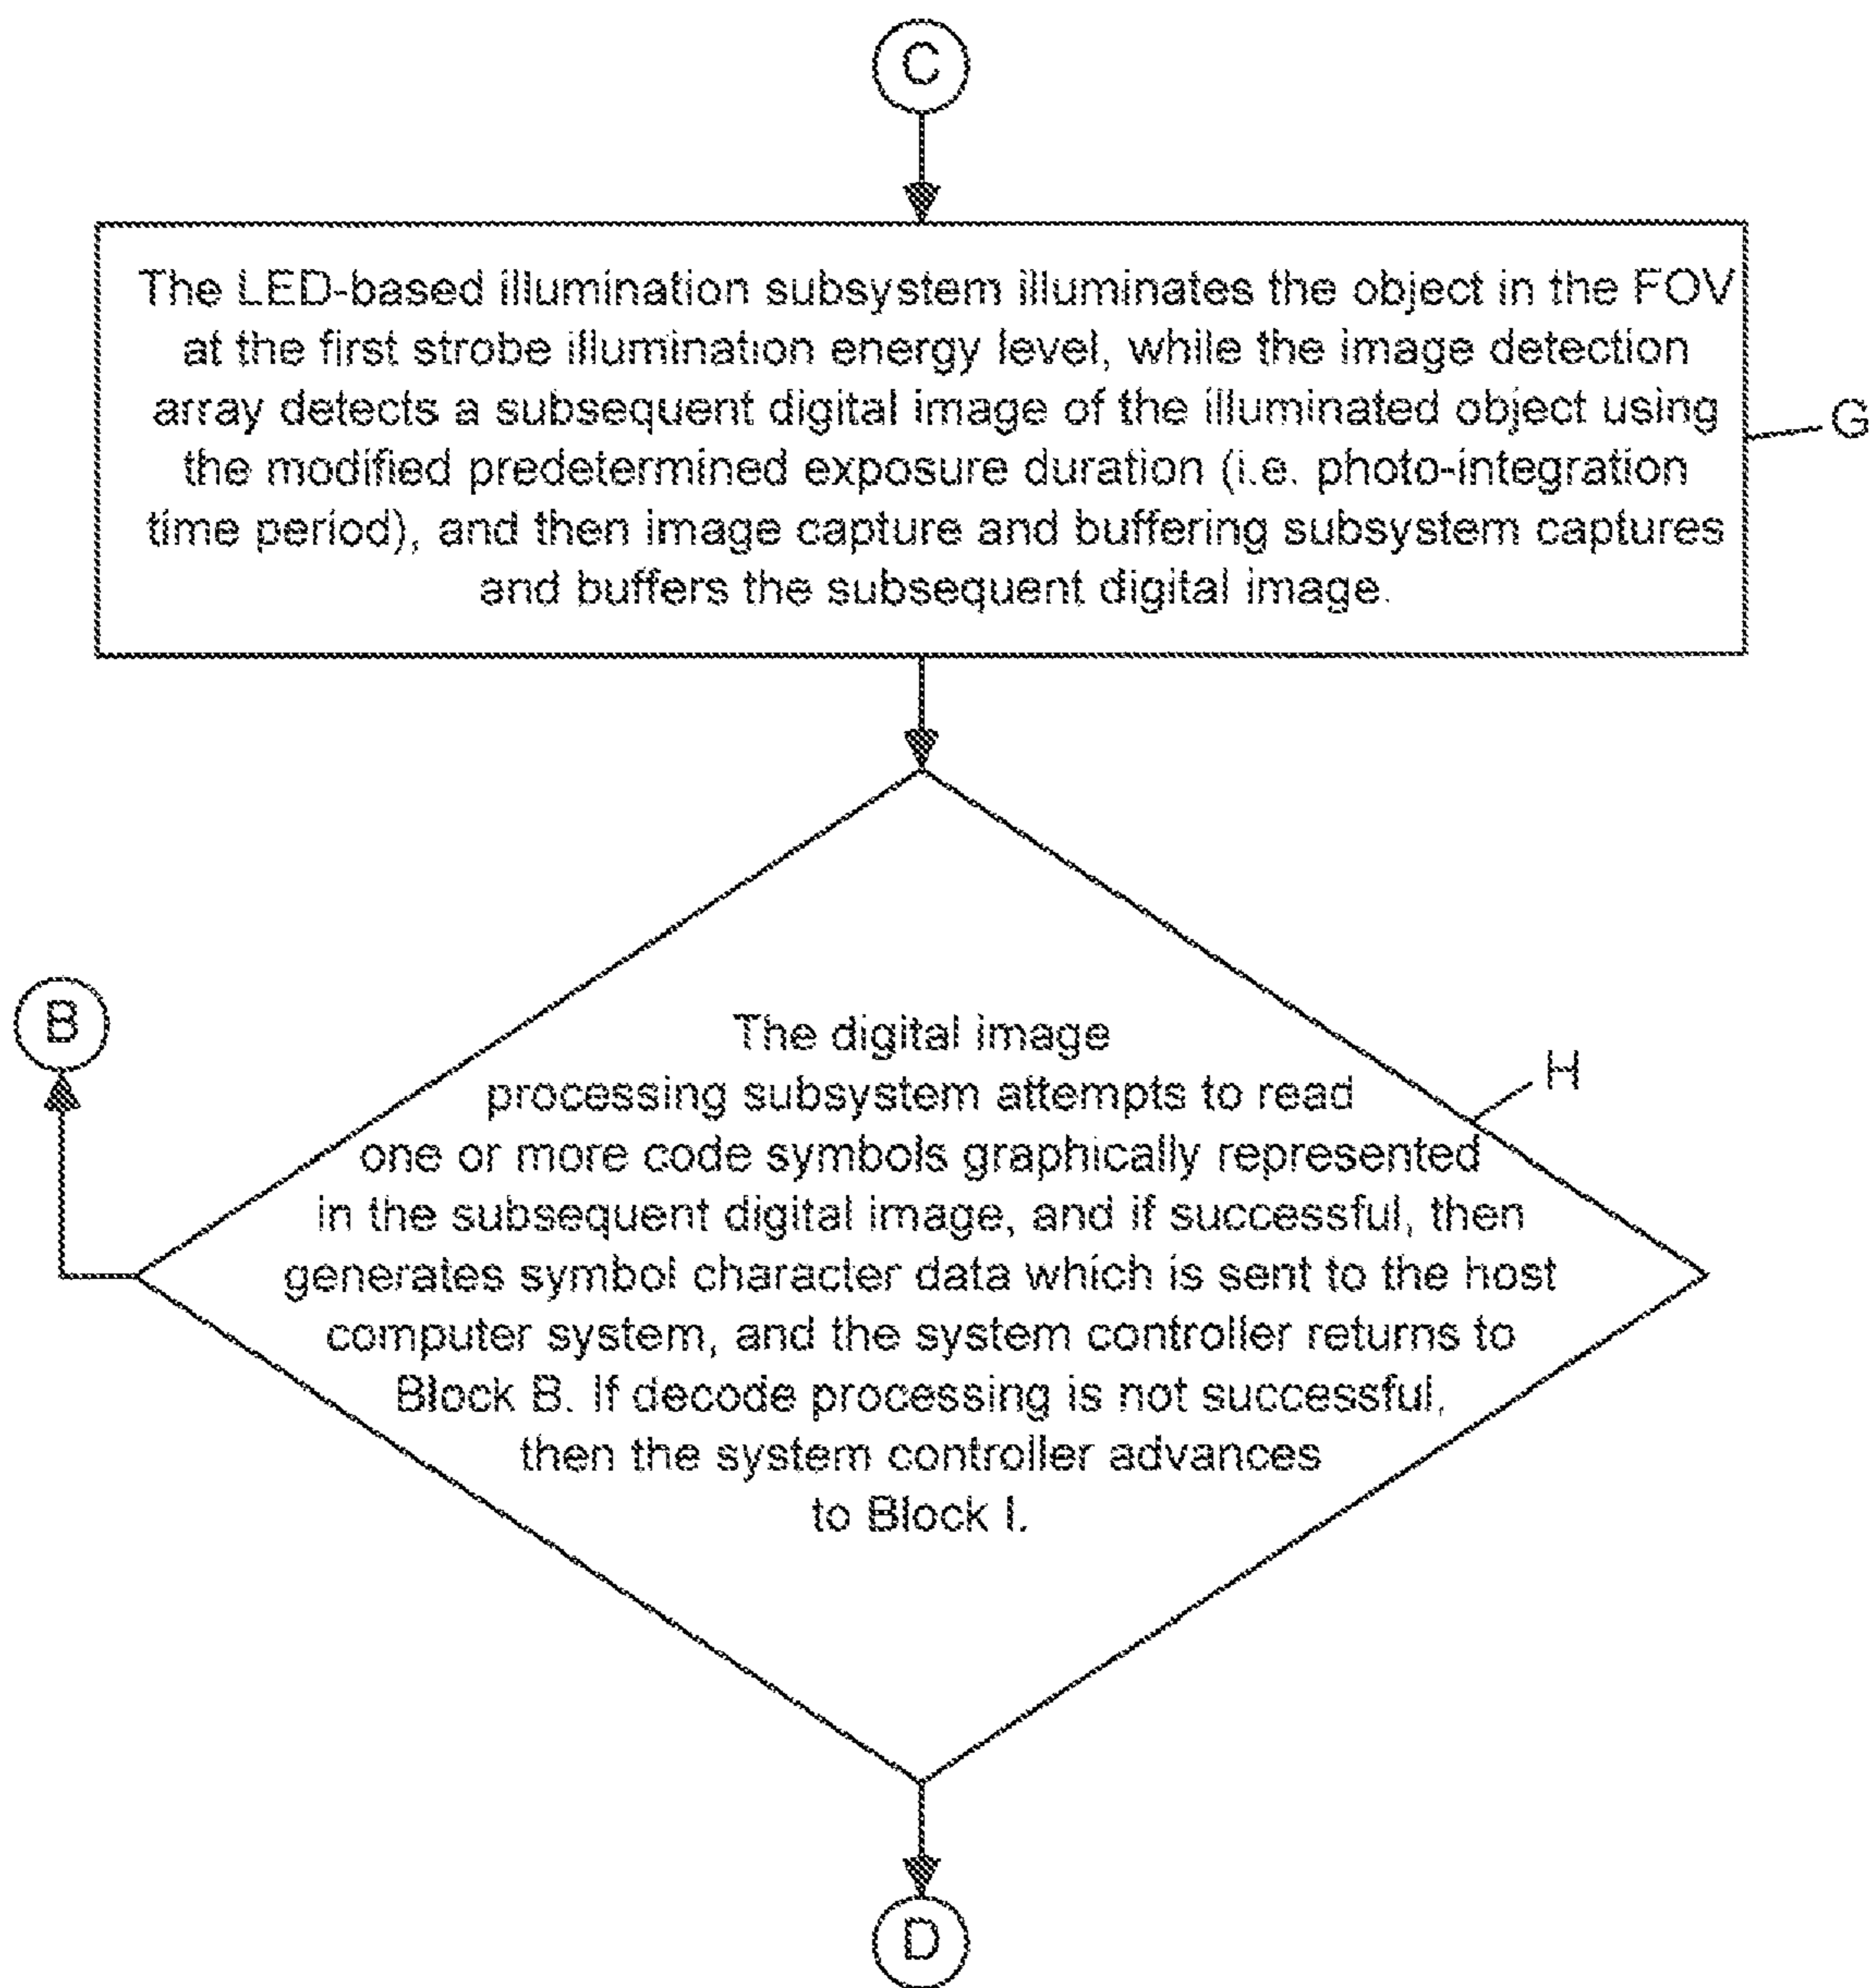 C
The LED-based illumination subsystem illuminates the object in the FOV
at the first strobe illumination energy level, while the image detection
array detects a subsequent digital image of the illuminated object using
the modified predetermined exposure duration (i.e. photo-integration
time period), and then image capture and buffering subsystem captures
and buffers the subsequent digital image.
G
B
The digital image
processing subsystem attempts to read
one or more code symbols graphically represented
in the subsequent digital image, and if successful, then
generates symbol character data which is sent to the host
computer system, and the system controller returns to
Block B. If decode processing is not successful,
then the system controller advances
to Block I.
H
D